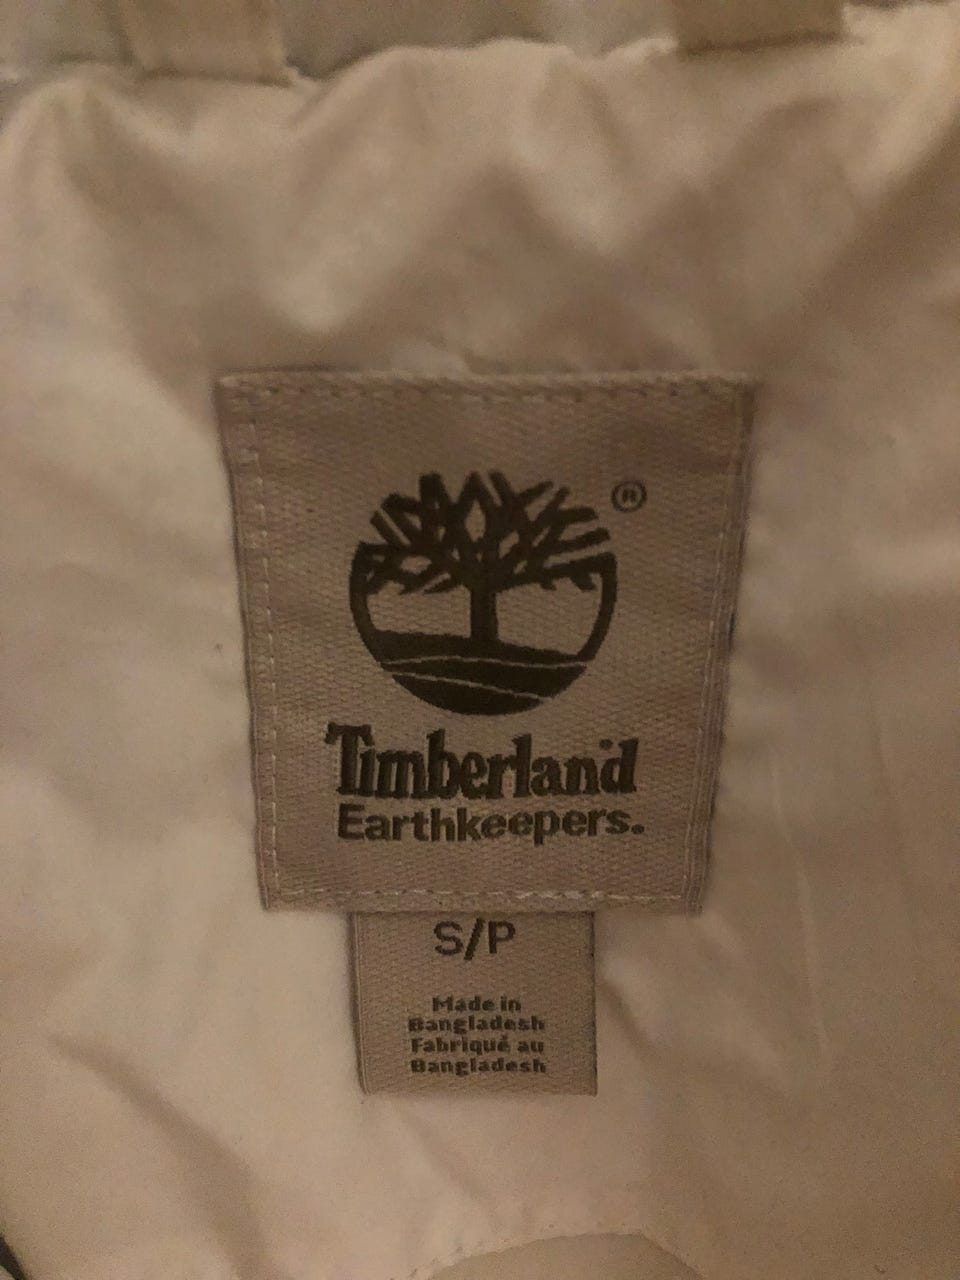 ®
Timberland
Earthkeepers.
S/P
Made in
Bangladesh
Fabriqué au
Bangladesh